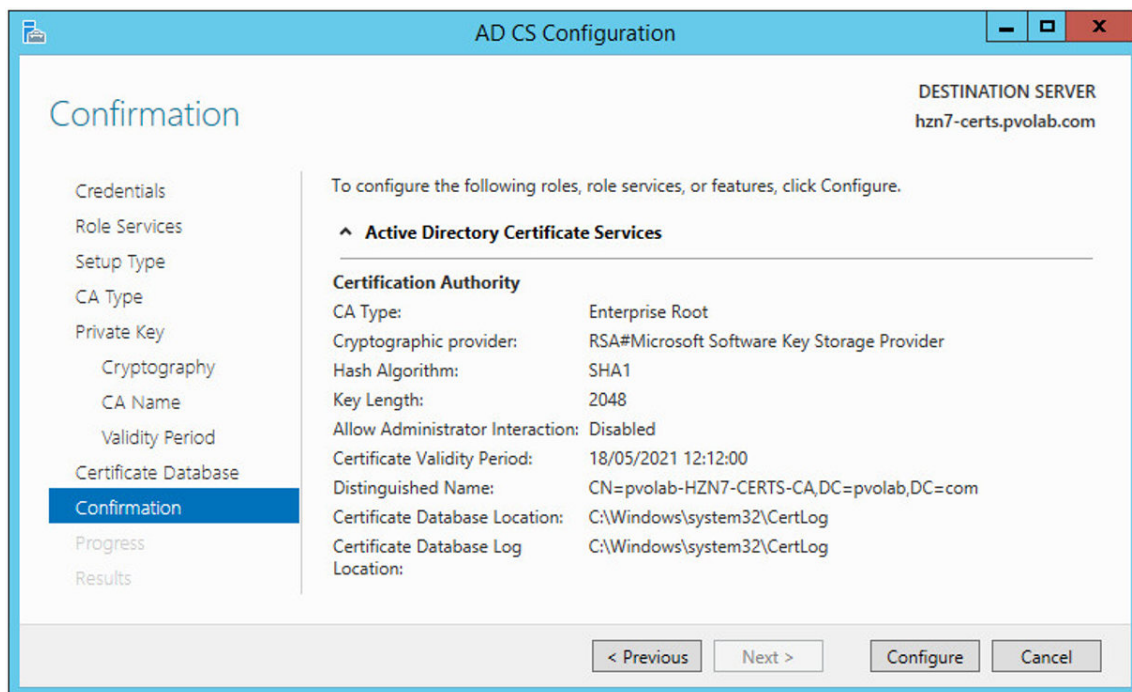 AD CS Configuration
Confirmation
DESTINATION SERVER
hzn7-certs.pvolab.com
Credentials
Role Services
Setup Type
CA Type
Private Key
Cryptography
CA Name
Validity Period
Certificate Database
Confirmation
Progress
Results
To configure the following roles, role services, or features, click Configure.
Active Directory Certificate Services
Certification Authority
CA Type: Enterprise Root
Cryptographic provider: RSA#Microsoft Software Key Storage Provider
Hash Algorithm: SHA1
Key Length: 2048
Allow Administrator Interaction: Disabled
Certificate Validity Period: 18/05/2021 12:12:00
Distinguished Name: CN=pvolab-HZN7-CERTS-CA,DC=pvolab,DC=com
Certificate Database Location: C:\Windows\system32\CertLog
Certificate Database Log C:\Windows\system32\CertLog
Location:
< Previous Next > Configure Cancel